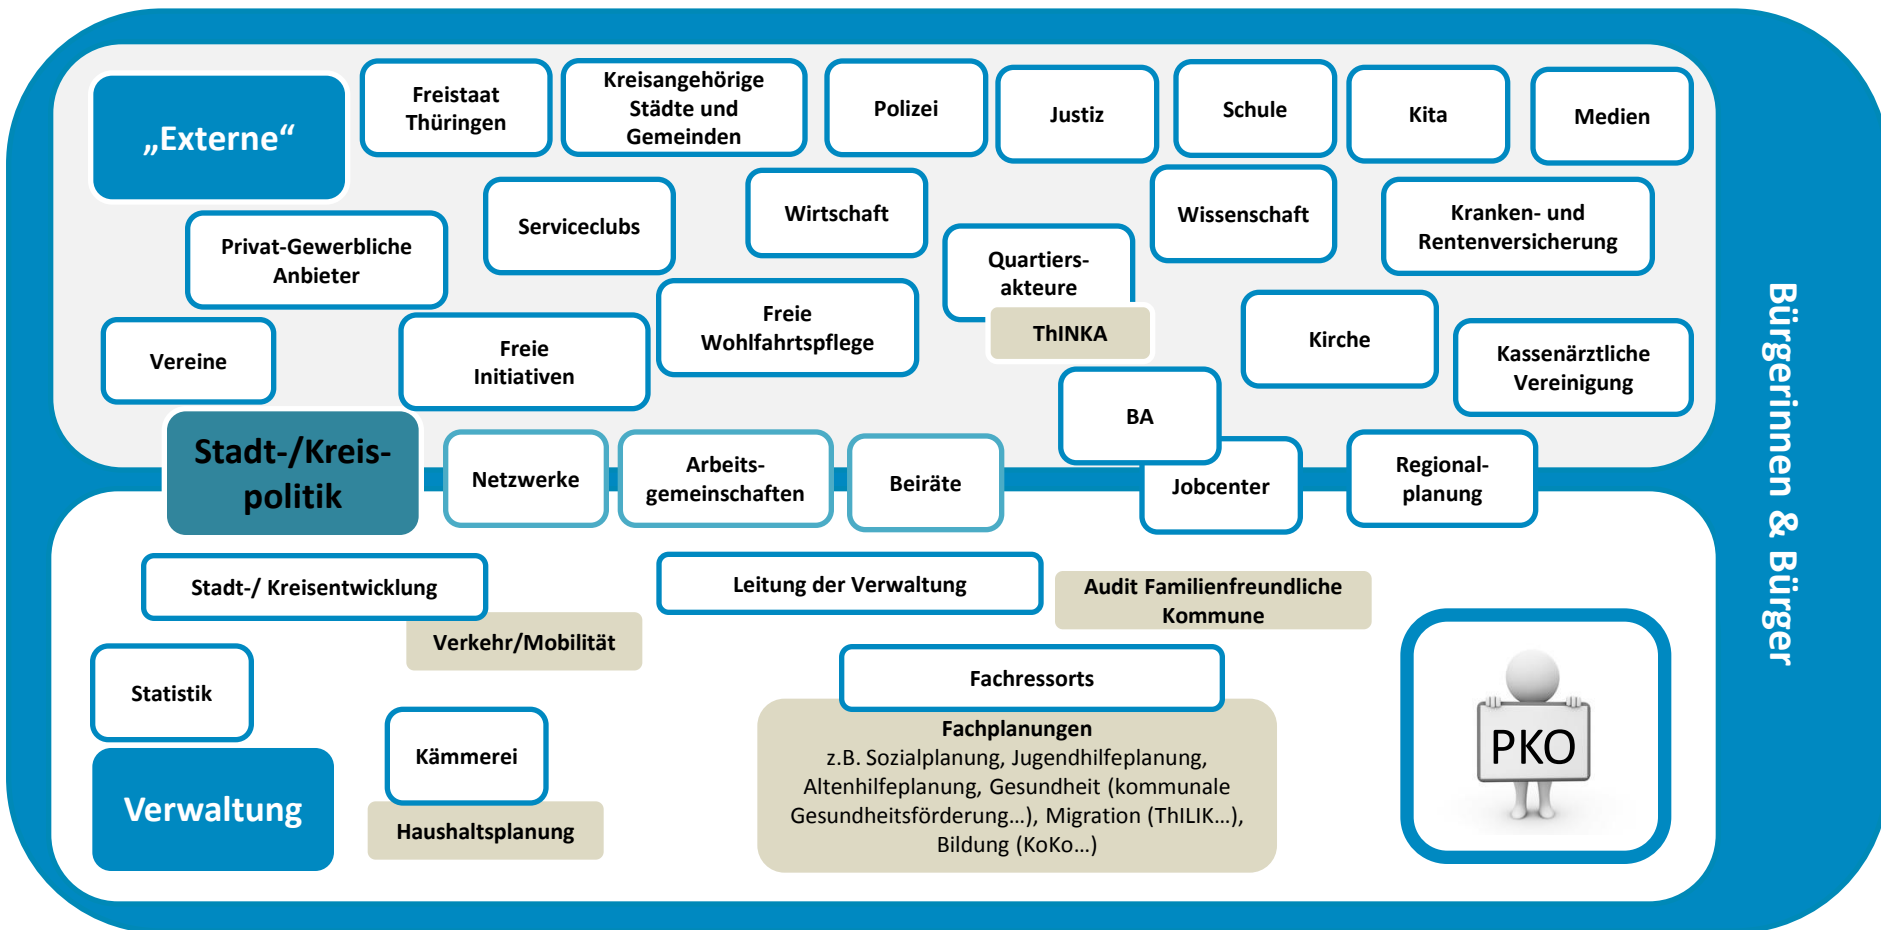 „Externe“
Freistaat
Thüringen
Kreisangehörige
Städte und
Gemeinden
Polizei
Justiz
Schule
Kita
Medien
Privat-Gewerbliche
Anbieter
Serviceclubs
Wirtschaft
Quartiers-
akteure
ThINKA
Wissenschaft
Kranken- und
Rentenversicherung
Vereine
Freie
Initiativen
Freie
Wohlfahrtspflege
Kirche
Kassenärztliche
Vereinigung
BA
Stadt-/Kreis-
politik
Netzwerke
Arbeits-
gemeinschaften
Beiräte
Jobcenter
Regional-
planung
Bürgerinnen & Bürger
Stadt-/ Kreisentwicklung
Verkehr/Mobilität
Leitung der Verwaltung
Audit Familienfreundliche
Kommune
Statistik
Kämmerei
Haushaltsplanung
Verwaltung
Fachressorts
Fachplanungen
z.B. Sozialplanung, Jugendhilfeplanung,
Altenhilfeplanung, Gesundheit (kommunale
Gesundheitsförderung…), Migration (ThILIK…),
Bildung (KoKo…)
PKO